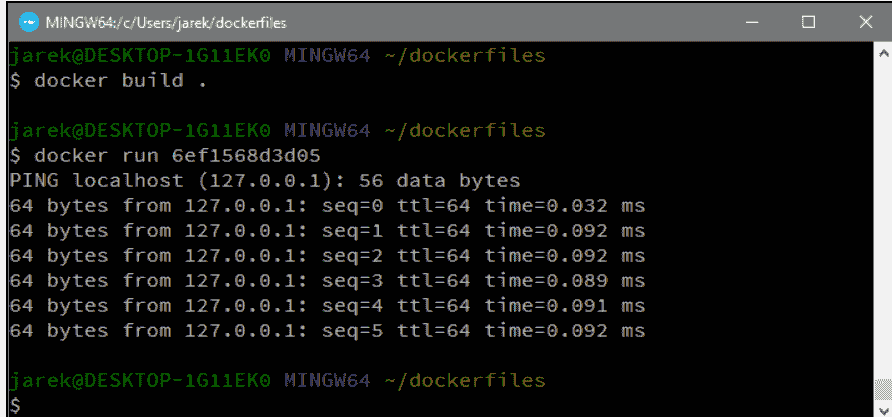 MINGW64:/c/Users/jarek/dockerfiles
jarek@DESKTOP-1G11EK0 MINGW64 ~/dockerfiles
$ docker build .
jarek@DESKTOP-1G11EK0 MINGW64 ~/dockerfiles
$ docker run 6ef1568d3d05
PING localhost (127.0.0.1): 56 data bytes
64 bytes from 127.0.0.1: seq=0 ttl=64 time=0.032 ms
64 bytes from 127.0.0.1: seq=1 ttl=64 time=0.092 ms
64 bytes from 127.0.0.1: seq=2 ttl=64 time=0.092 ms
64 bytes from 127.0.0.1: seq=3 ttl=64 time=0.089 ms
64 bytes from 127.0.0.1: seq=4 ttl=64 time=0.091 ms
64 bytes from 127.0.0.1: seq=5 ttl=64 time=0.092 ms
jarek@DESKTOP-1G11EK0 MINGW64 ~/dockerfiles
$